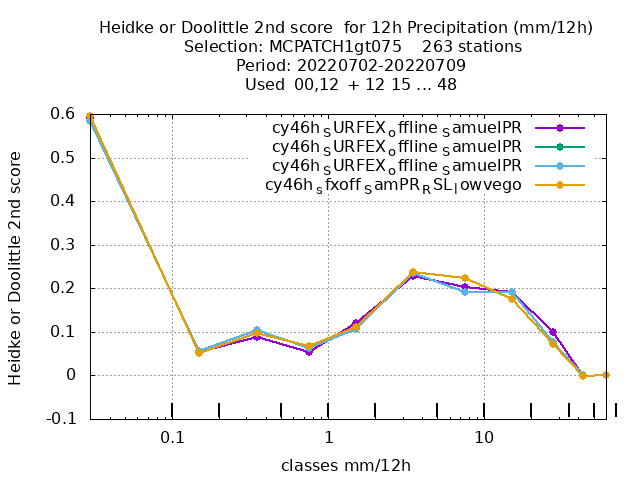 Heidke or Doolittle 2nd score  for 12h Precipitation (mm/12h)
Selection: MCPATCH1gt075    263 stations
Period: 20220702-20220709
Used  00,12  + 12 15 ... 48
Heidke or Doolittle 2nd score
0.6
0.5
0.4
0.3
0.2
0.1
0
-0.1
cy46h_SURFEX_offline_SamuelPR
cy46h_SURFEX_offline_SamuelPR
cy46h_SURFEX_offline_SamuelPR
cy46h_sfxoff_SamPR_RSL_lowvego
0.1 1 10
classes mm/12h